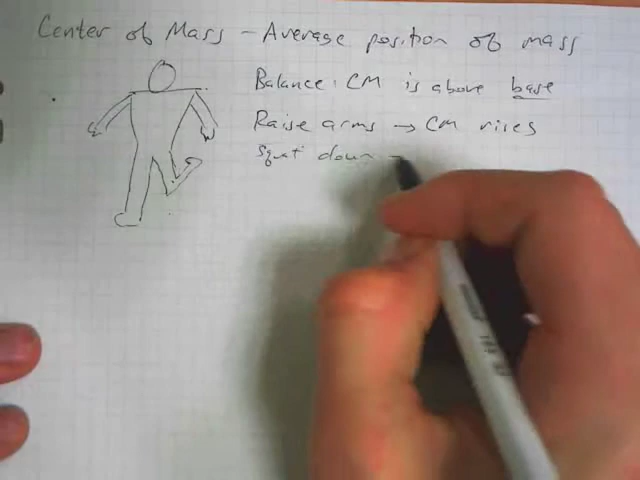 Center of Mass - Average position of mass
Balance: CM is above base
Raise arms → CM rises
Squat down →